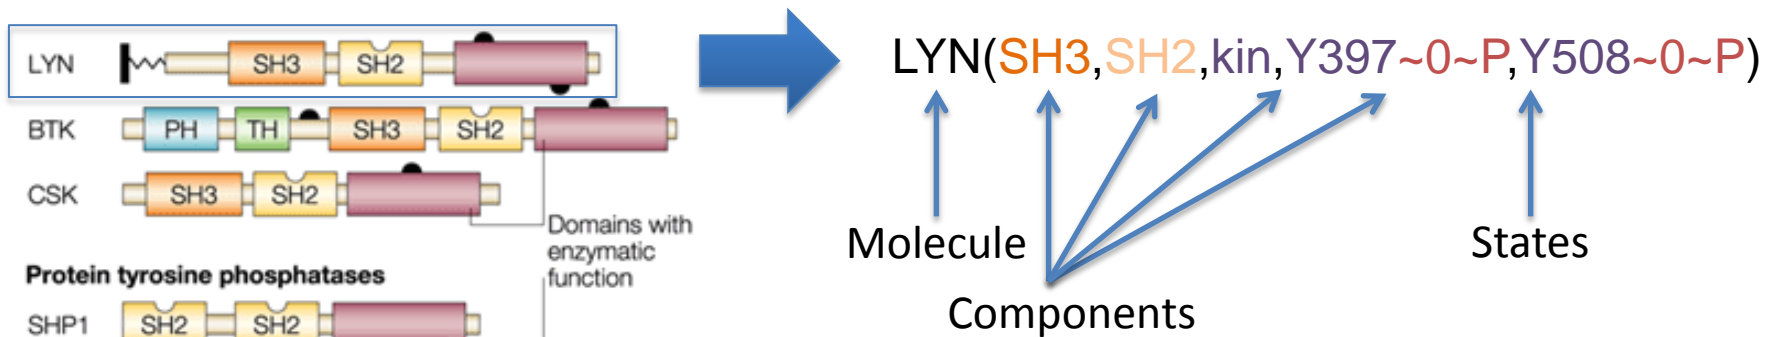 LYN SH3 SH2
BTK PH TH SH3 SH2
CSK SH3 SH2
Domains with
enzymatic
function
Protein tyrosine phosphatases
SHP1 SH2 SH2
LYN(SH3,SH2,kin,Y397~0~P,Y508~0~P)
Molecule
States
Components